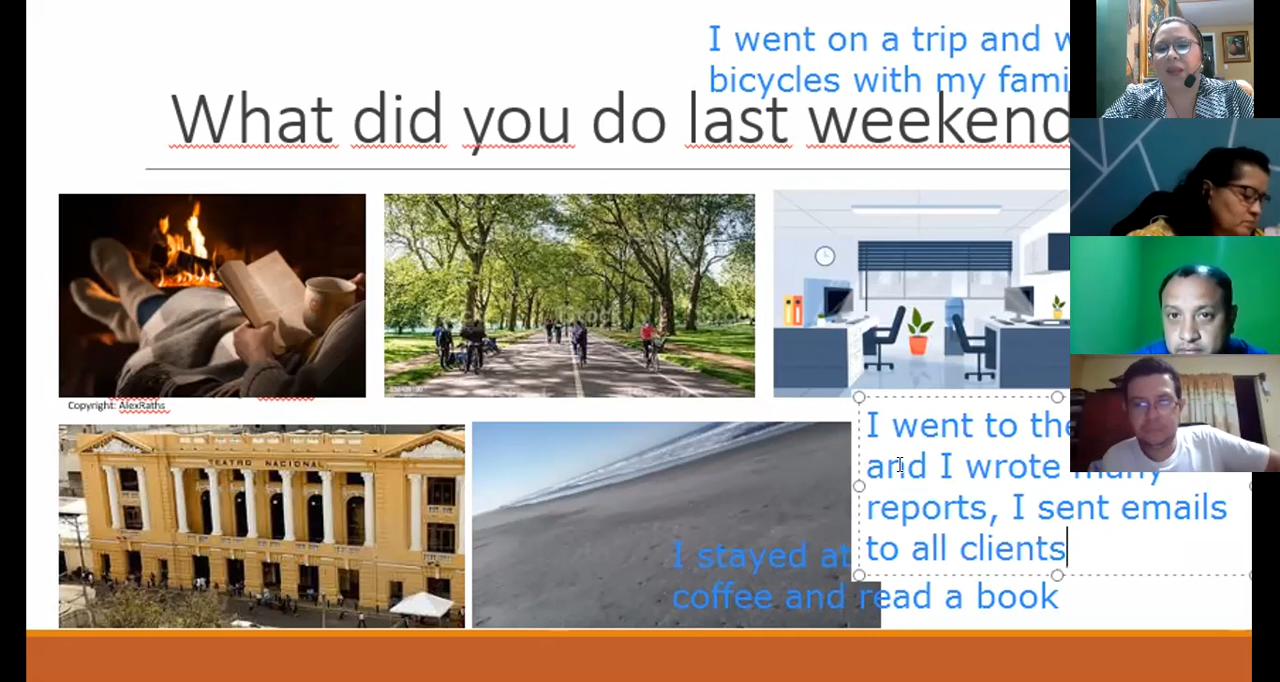 I went on a trip and
bicycles with my
What did you do last weekend
Copyright: AlexRaths
TEATRO NACIONAL
I went to the
and I wrote many
reports, I sent emails
to all clients
I stayed at
coffee and read a book